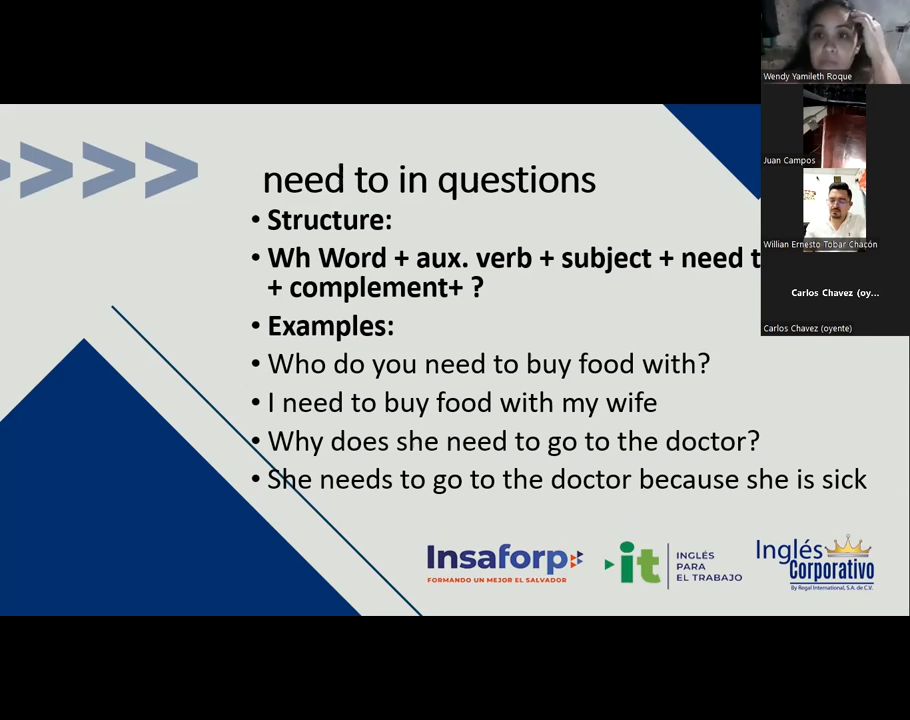 Wendy Yamileth Roque
Juan Campos
Willian Ernesto Tobar Chacón
Carlos Chavez (oy...
Carlos Chavez (oyente)
need to in questions
• Structure:
• Wh Word + aux. verb + subject + need
+ complement+ ?
• Examples:
• Who do you need to buy food with?
• I need to buy food with my wife
• Why does she need to go to the doctor?
• She needs to go to the doctor because she is sick
Insaforp
FORMANDO UN MEJOR EL SALVADOR
it
INGLÉS
PARA
EL TRABAJO
Inglés
Corporativo
By Regal International, S.A. de C.V.